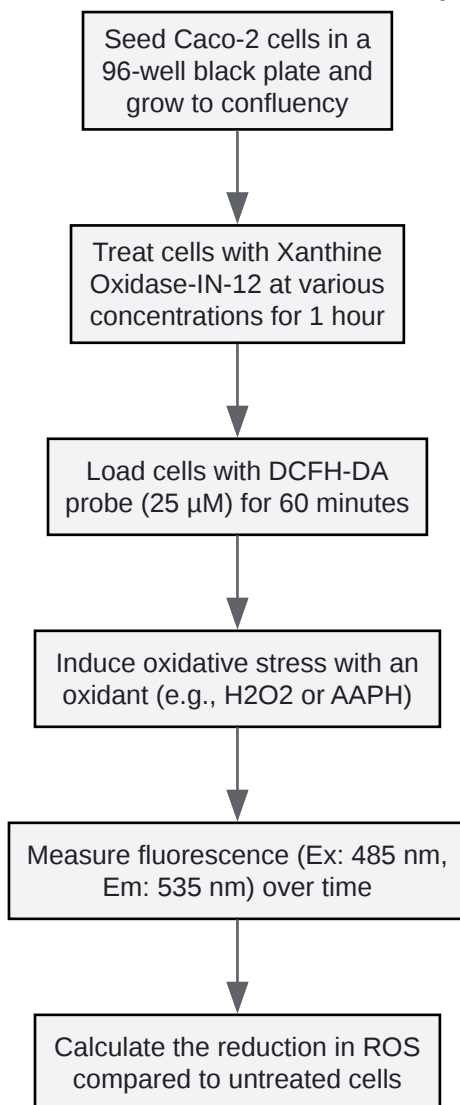 Seed Caco-2 cells in a
96-well black plate and
grow to confluency
Treat cells with Xanthine
Oxidase-IN-12 at various
concentrations for 1 hour
Load cells with DCFH-DA
probe (25 µM) for 60 minutes
Induce oxidative stress with an
oxidant (e.g., H2O2 or AAPH)
Measure fluorescence (Ex: 485 nm,
Em: 535 nm) over time
Calculate the reduction in ROS
compared to untreated cells